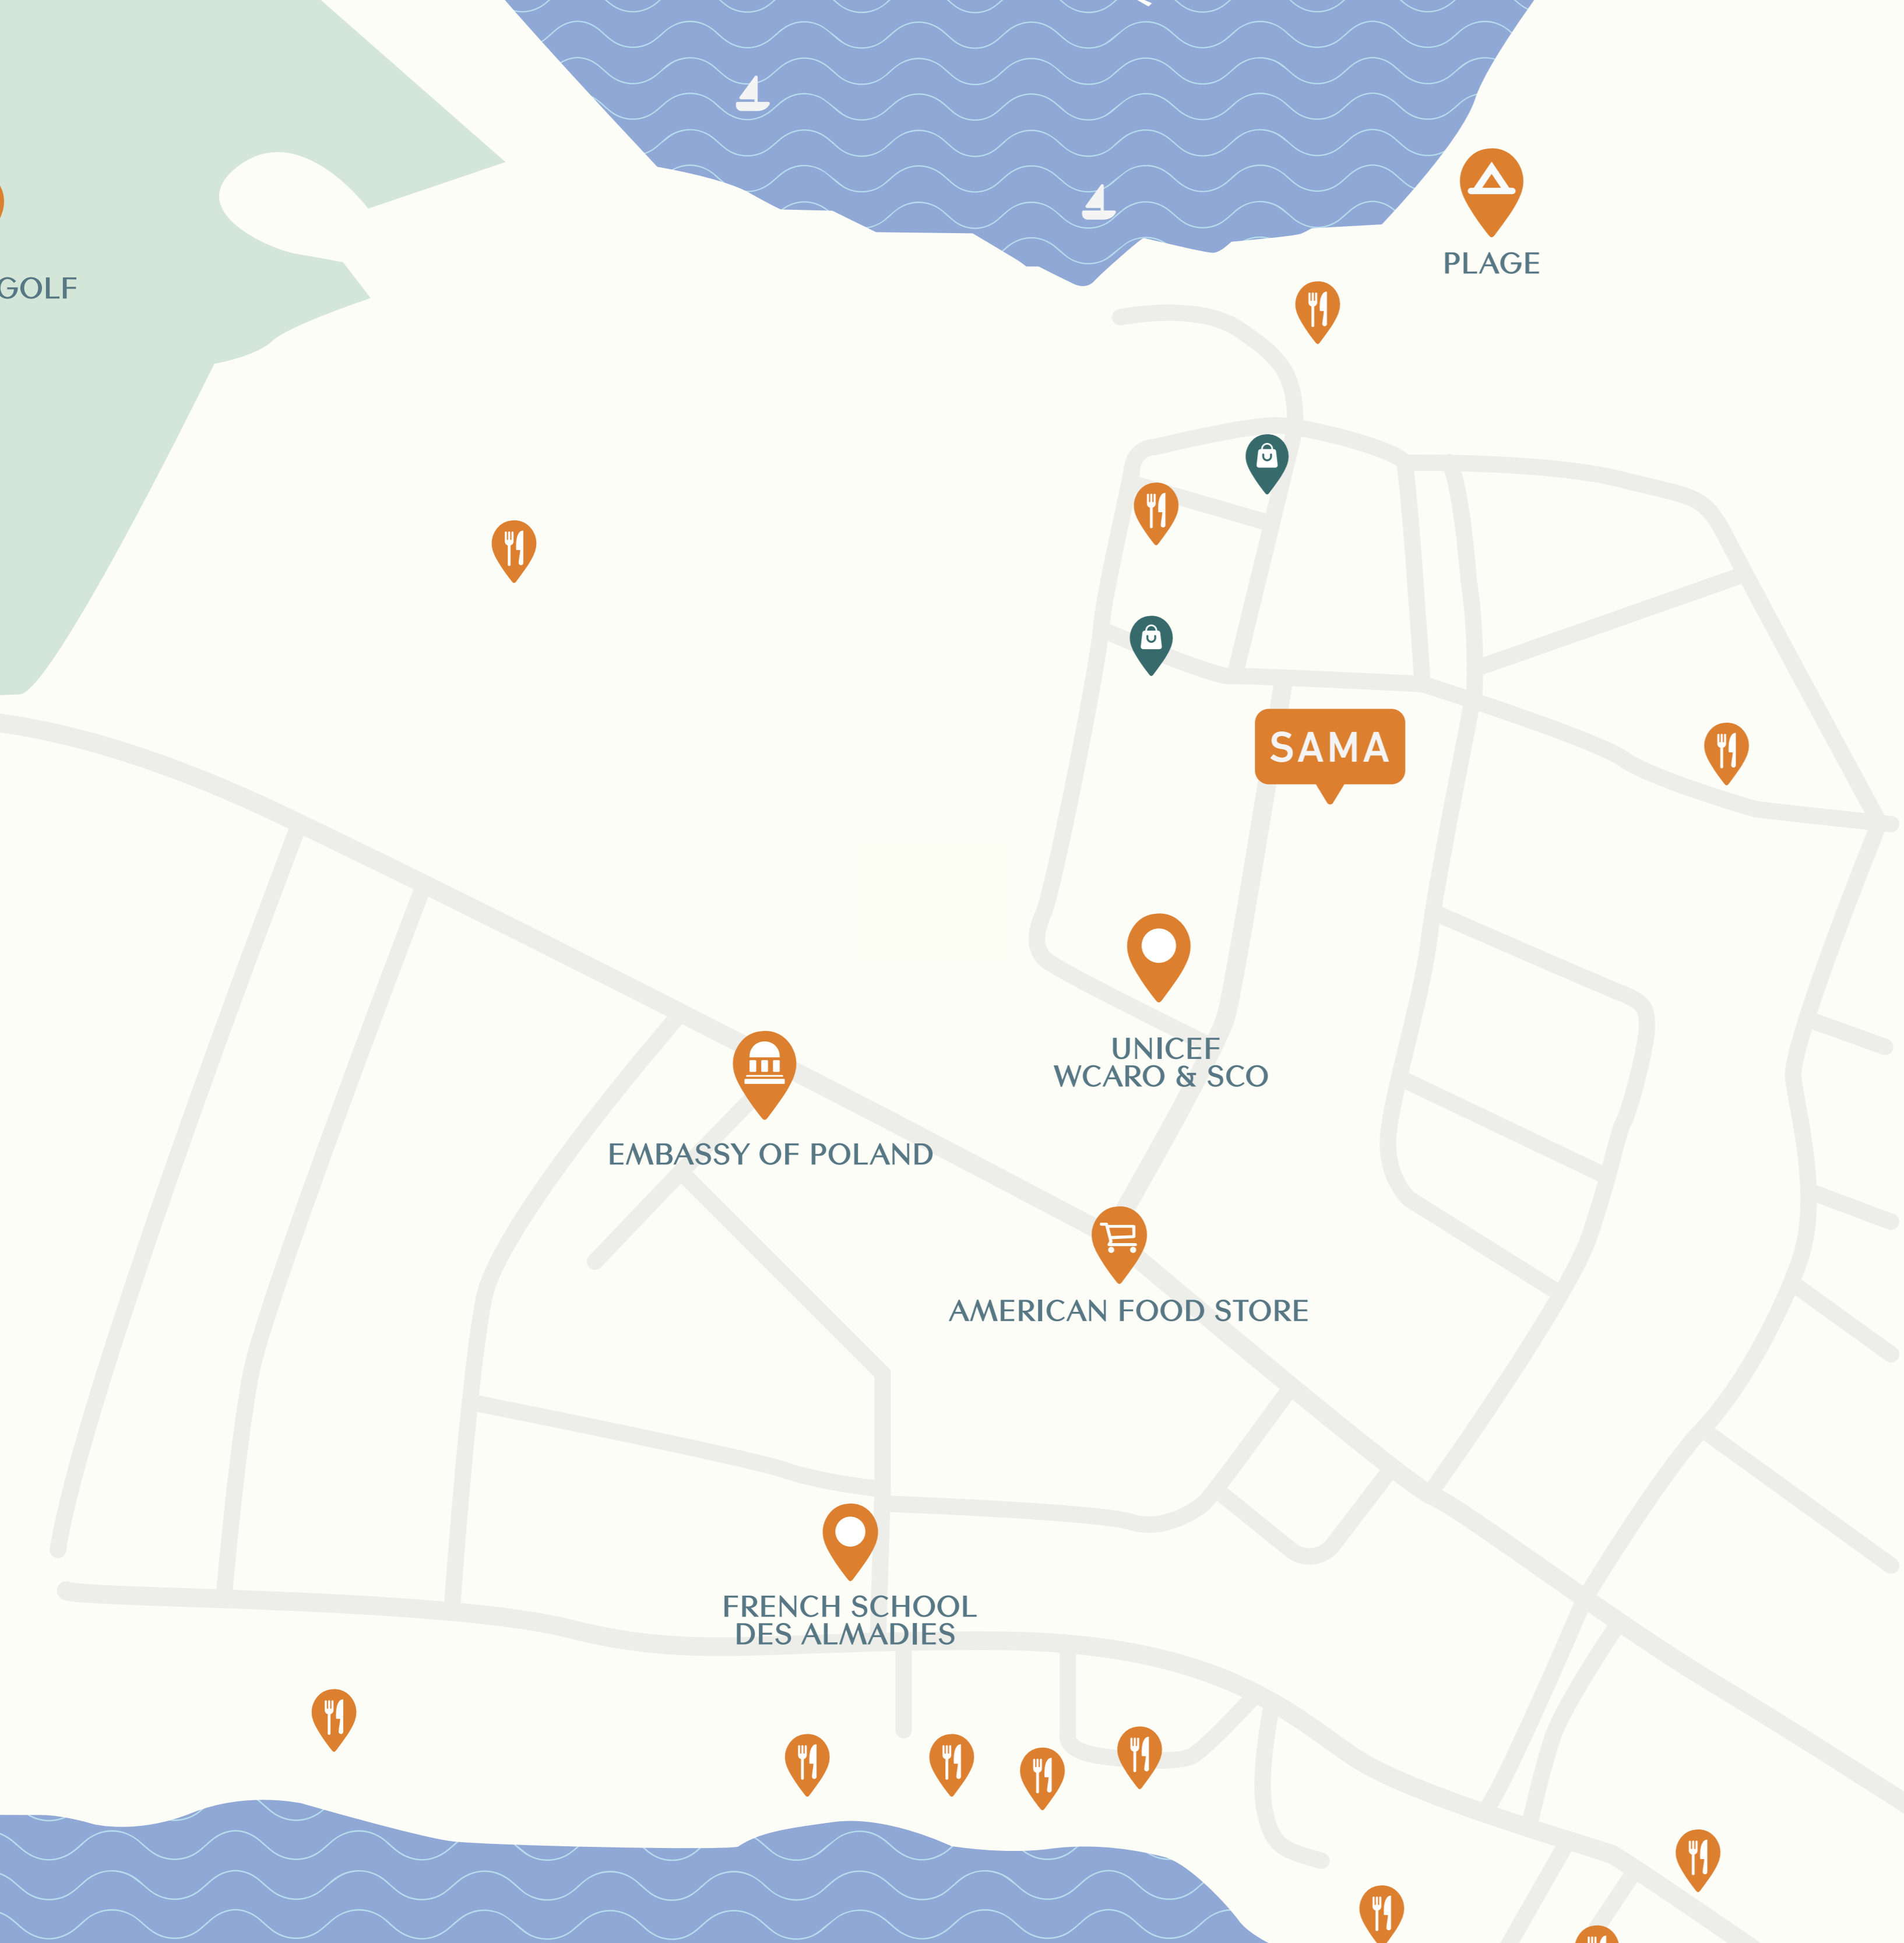 PLAGE
GOLF
SAMA
UNICEF
WCARO & SCO
EMBASSY OF POLAND
AMERICAN FOOD STORE
FRENCH SCHOOL
DES ALMADIES